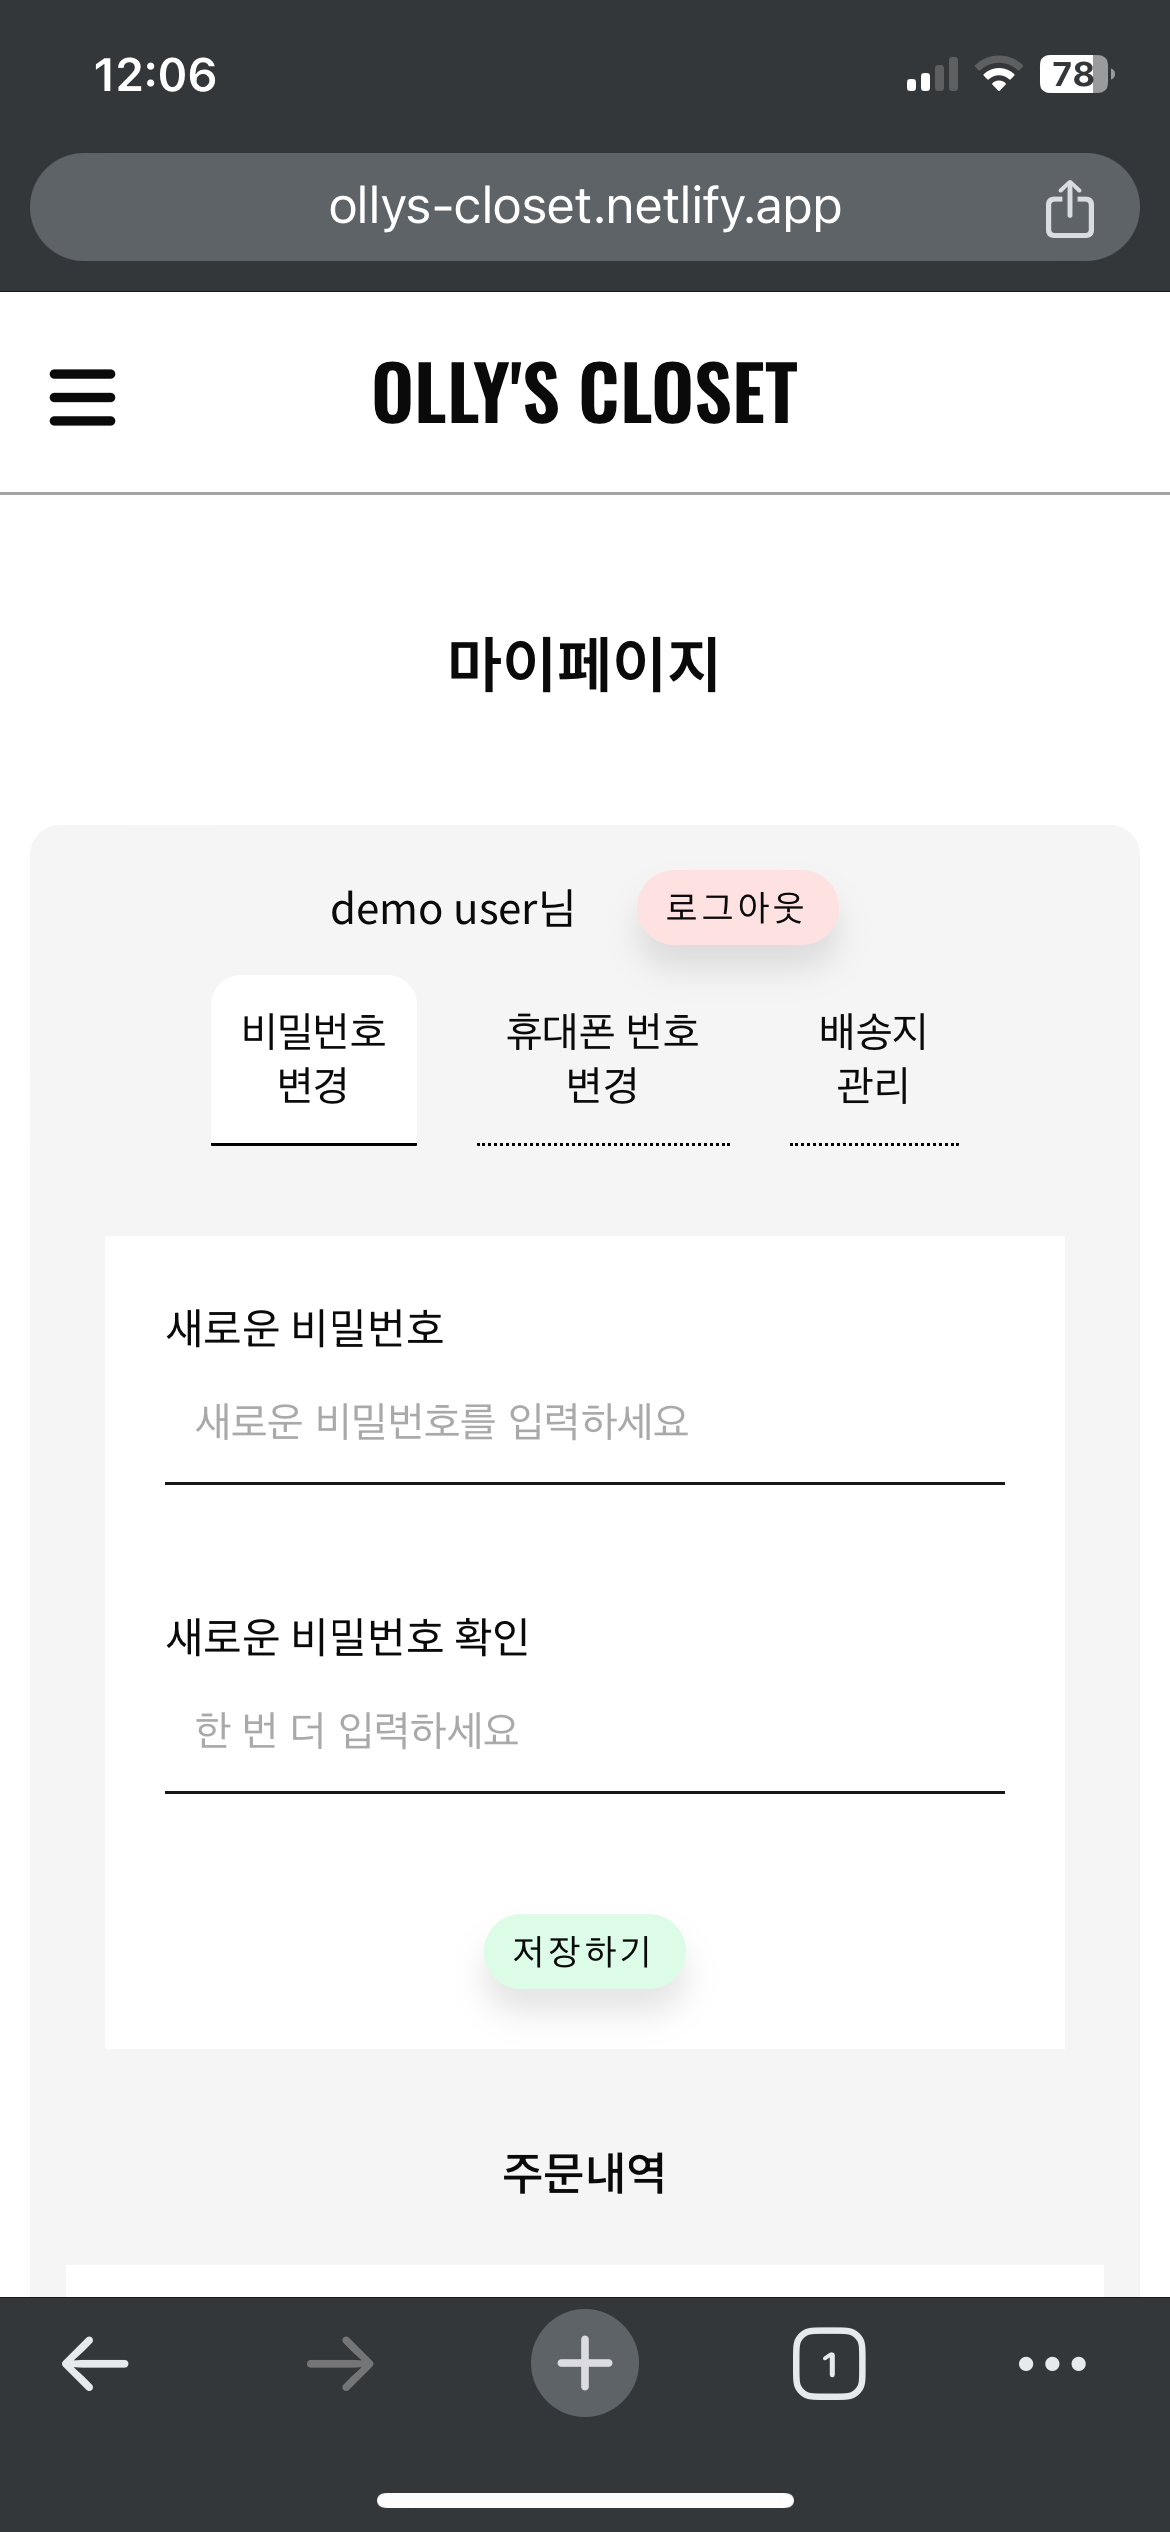 12:06
78
ollys-closet.netlify.app
OLLY'S CLOSET
마이페이지
demo user님
로그아웃
비밀번호
변경
휴대폰 번호
변경
배송지
관리
새로운 비밀번호
새로운 비밀번호를 입력하세요
새로운 비밀번호 확인
한 번 더 입력하세요
저장하기
주문내역
1